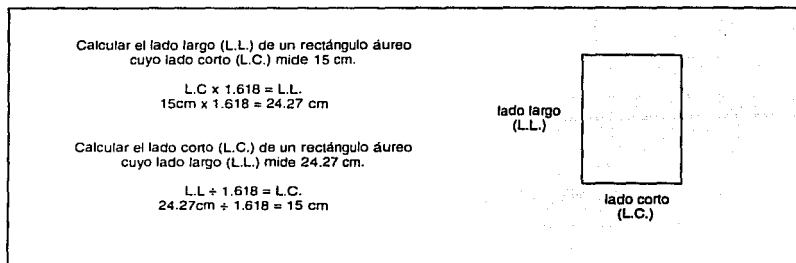 Calcular el lado largo (L.L.) de un rectángulo áureo
cuyo lado corto (L.C.) mide 15 cm.
L.C x 1.618 = L.L.
15cm x 1.618 = 24.27 cm
Calcular el lado corto (L.C.) de un rectángulo áureo
cuyo lado largo (L.L.) mide 24.27 cm.
L.L ÷ 1.618 = L.C.
24.27cm ÷ 1.618 = 15 cm
lado largo
(L.L.)
lado corto
(L.C.)